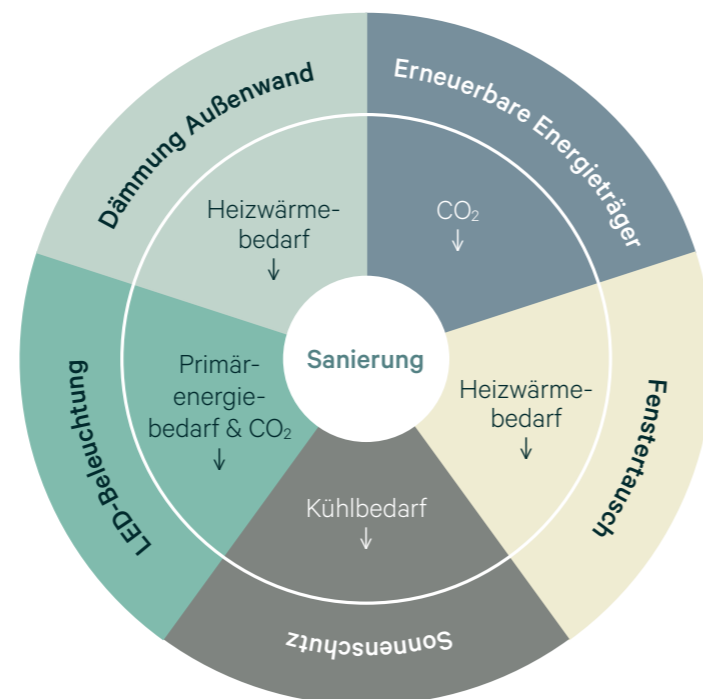 Dämmung Außenwand
Heizwärme-
bedarf
↓
Erneuerbare Energieträger
CO₂
↓
Fenstertausch
Heizwärme-
bedarf
↓
Sonnenschutz
Kühlbedarf
↓
LED-Beleuchtung
Primär-
energie-
bedarf & CO₂
↓
Sanierung